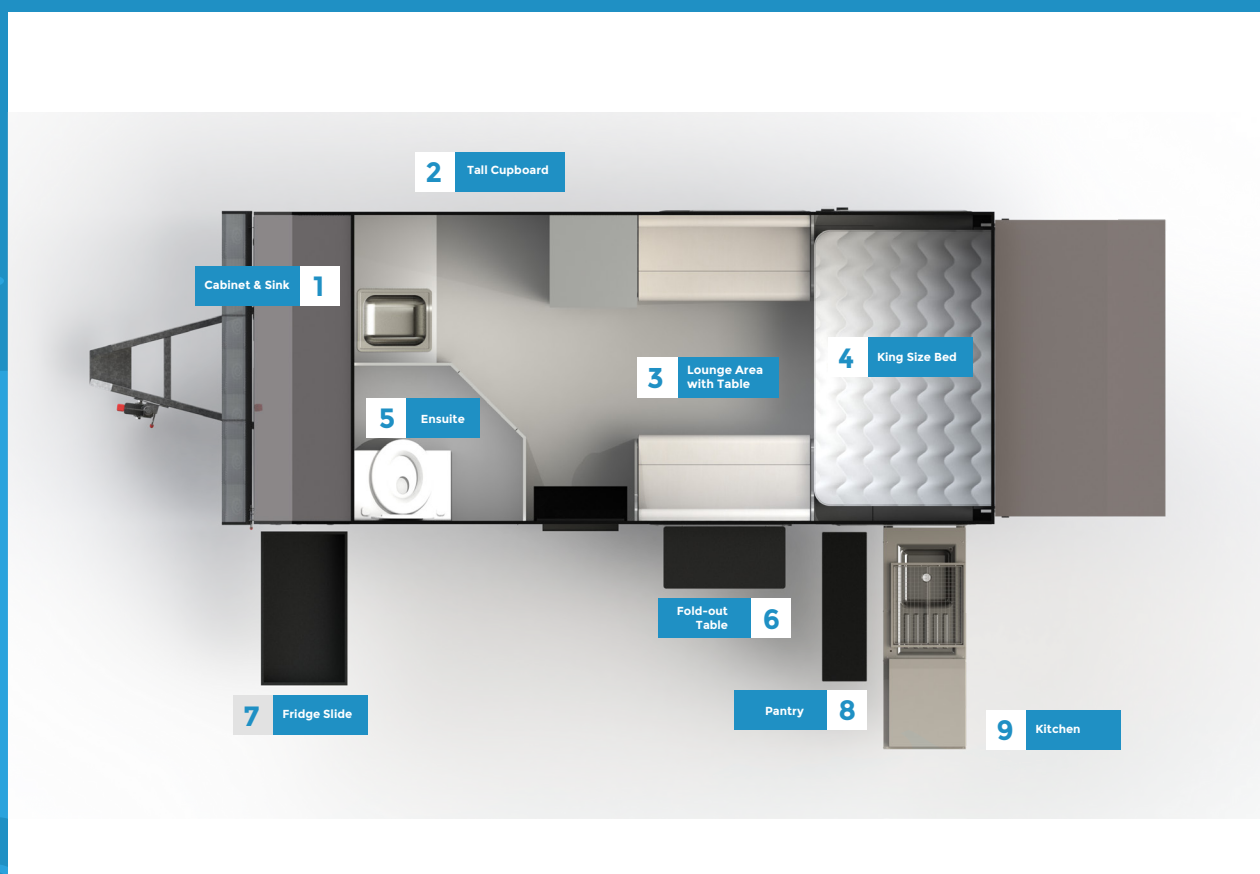 2
Tall Cupboard
Cabinet & Sink
1
3
Lounge Area
with Table
4
King Size Bed
5
Ensuite
Fold-out
Table
6
7
Fridge Slide
Pantry
8
9
Kitchen